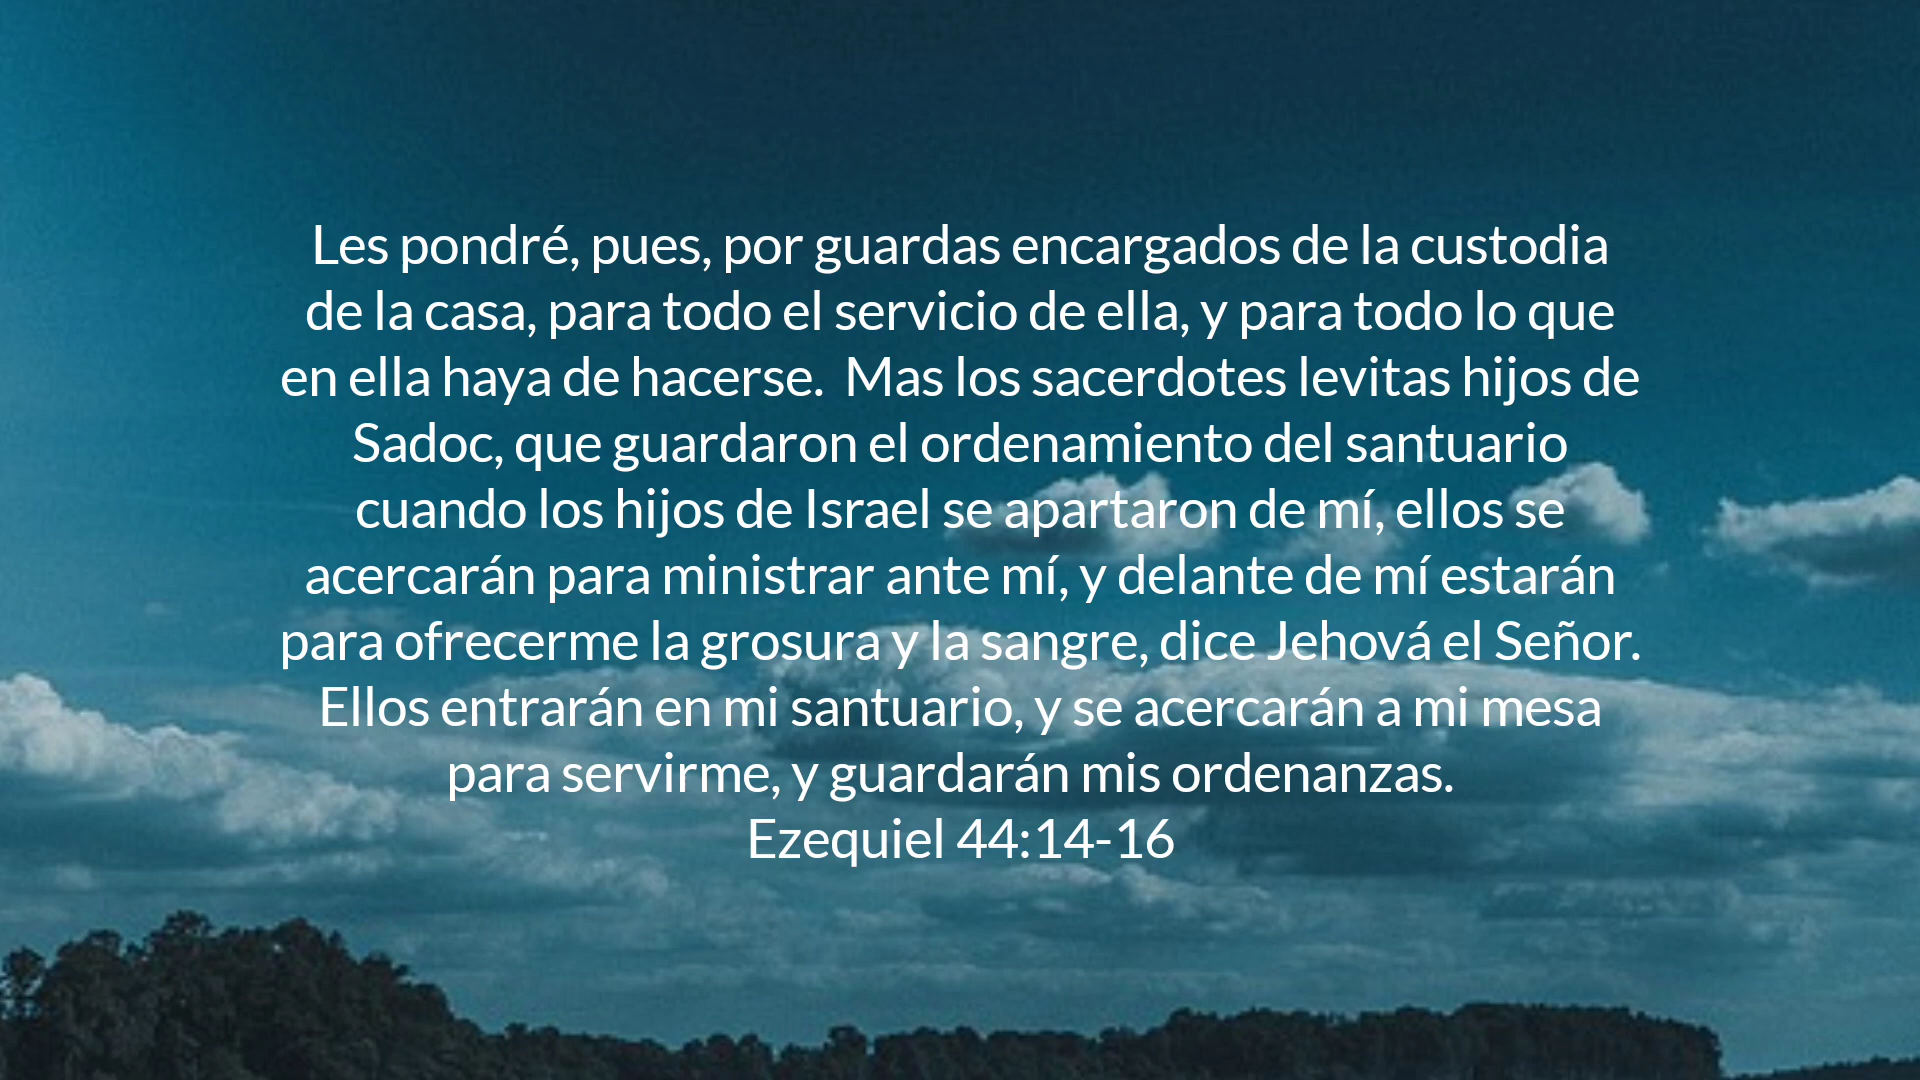 Les pondré, pues, por guardas encargados de la custodia
de la casa, para todo el servicio de ella, y para todo lo que
en ella haya de hacerse.  Mas los sacerdotes levitas hijos de
Sadoc, que guardaron el ordenamiento del santuario
cuando los hijos de Israel se apartaron de mí, ellos se
acercarán para ministrar ante mí, y delante de mí estarán
para ofrecerme la grosura y la sangre, dice Jehová el Señor.
Ellos entrarán en mi santuario, y se acercarán a mi mesa
para servirme, y guardarán mis ordenanzas.
Ezequiel 44:14-16